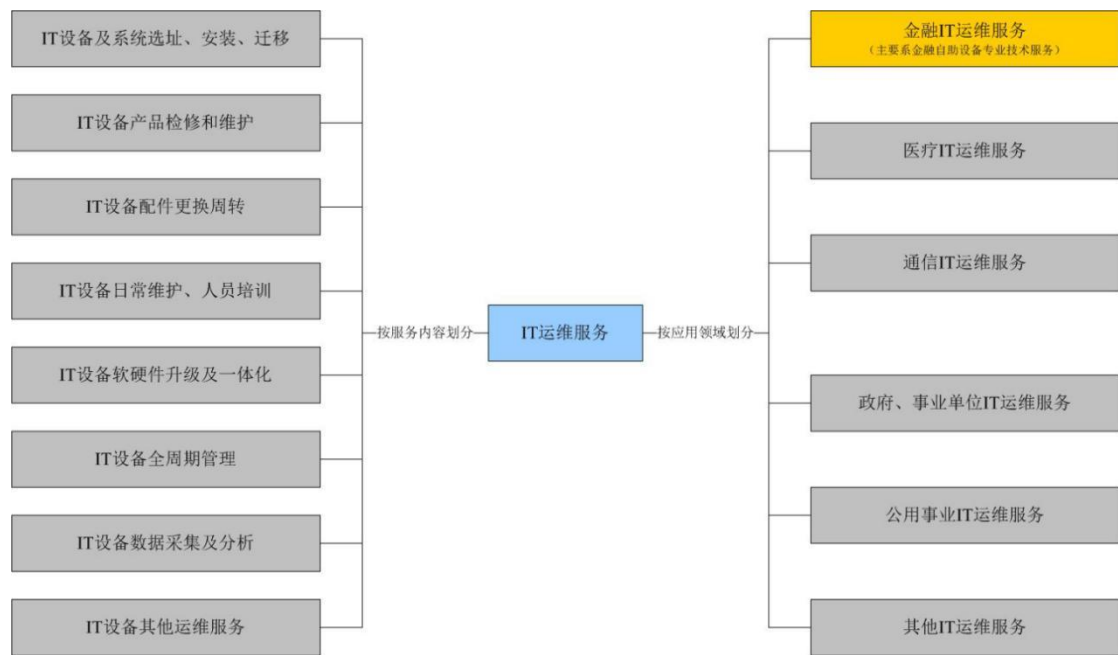 IT设备及系统选址、安装、迁移
IT设备产品检修和维护
IT设备配件更换周转
IT设备日常维护、人员培训
IT设备软硬件升级及一体化
IT设备全周期管理
IT设备数据采集及分析
IT设备其他运维服务
按服务内容划分
IT运维服务
按应用领域划分
金融IT运维服务
（主要系金融自助设备专业技术服务）
医疗IT运维服务
通信IT运维服务
政府、事业单位IT运维服务
公用事业IT运维服务
其他IT运维服务